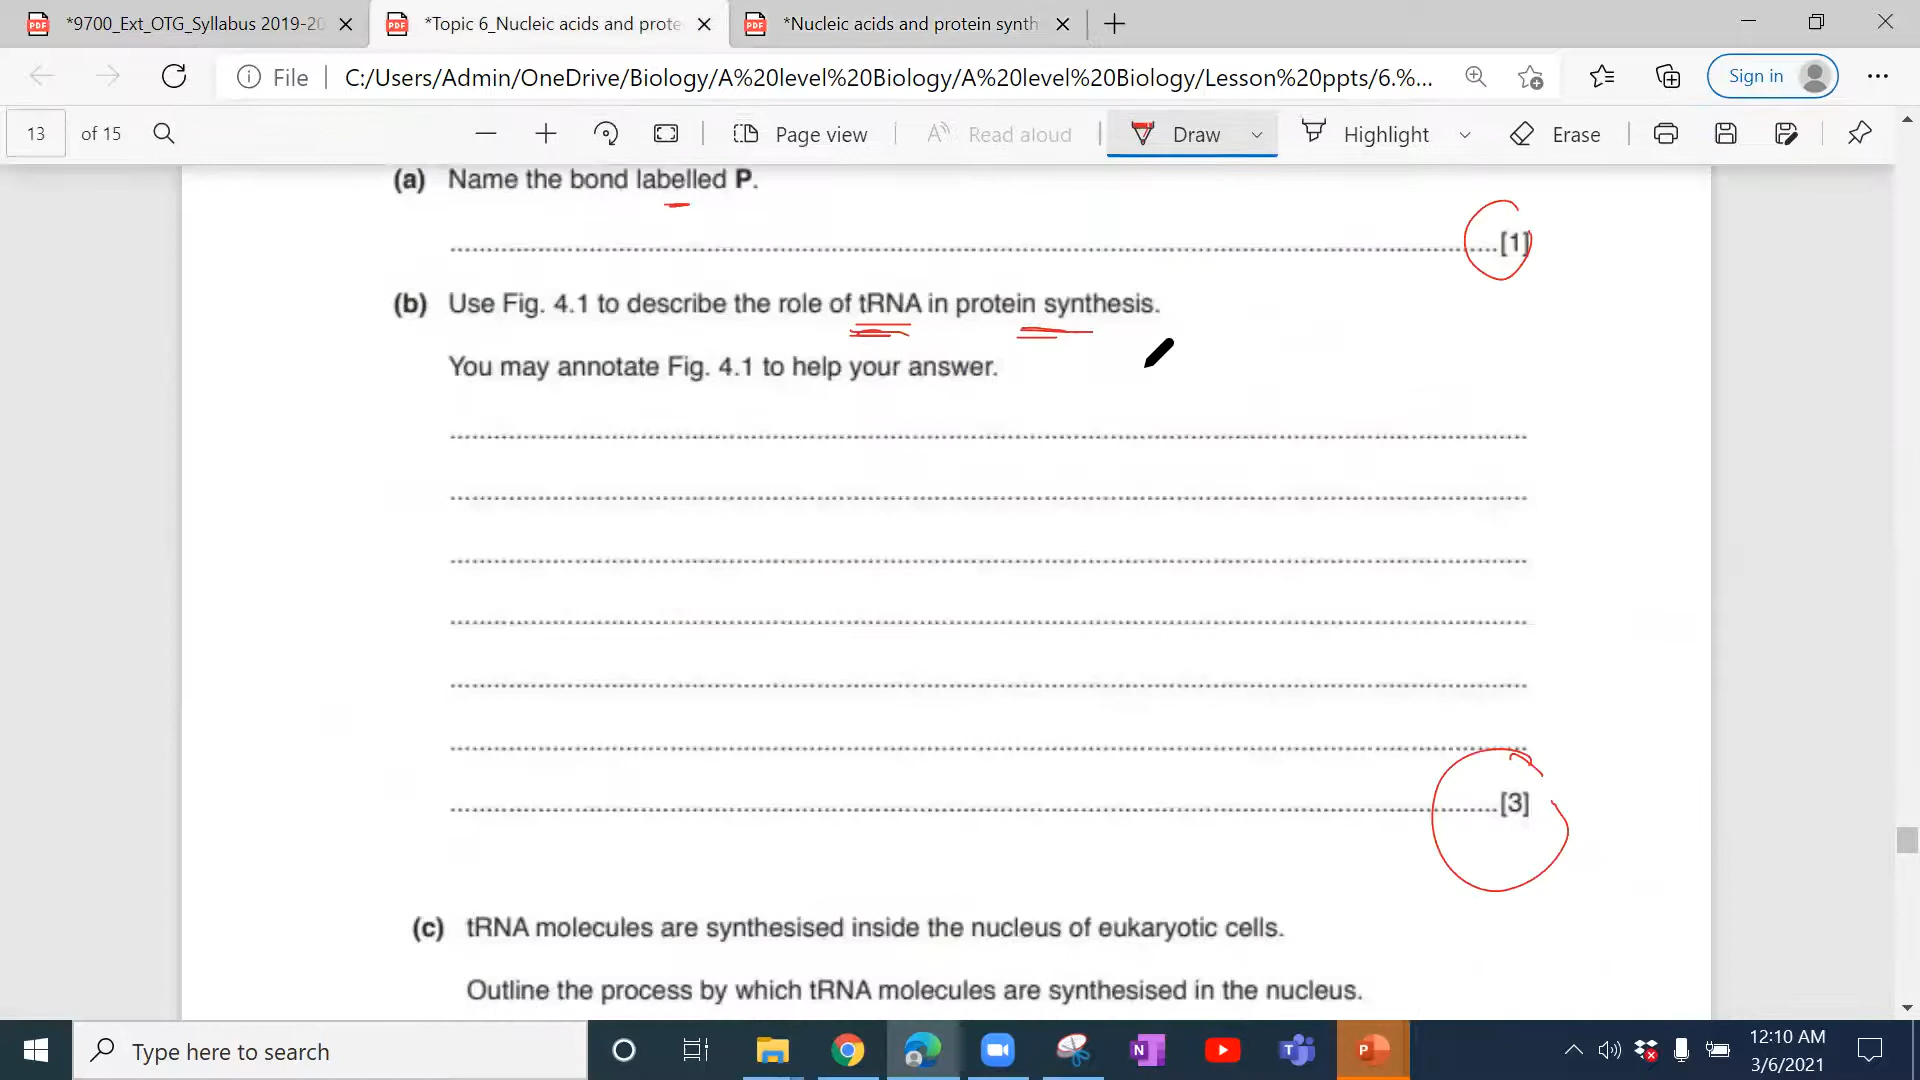 *9700_Ext_OTG_Syllabus 2019-20
*Topic 6_Nucleic acids and prote
*Nucleic acids and protein synth
File
C:/Users/Admin/OneDrive/Biology/A%20level%20Biology/A%20level%20Biology/Lesson%20ppts/6.%...
Sign in
13 of 15
Page view
Read aloud
Draw
Highlight
Erase
(a) Name the bond labelled P.
[1]
(b) Use Fig. 4.1 to describe the role of tRNA in protein synthesis.
You may annotate Fig. 4.1 to help your answer.
[3]
(c) tRNA molecules are synthesised inside the nucleus of eukaryotic cells.
Outline the process by which tRNA molecules are synthesised in the nucleus.
Type here to search
12:10 AM
3/6/2021